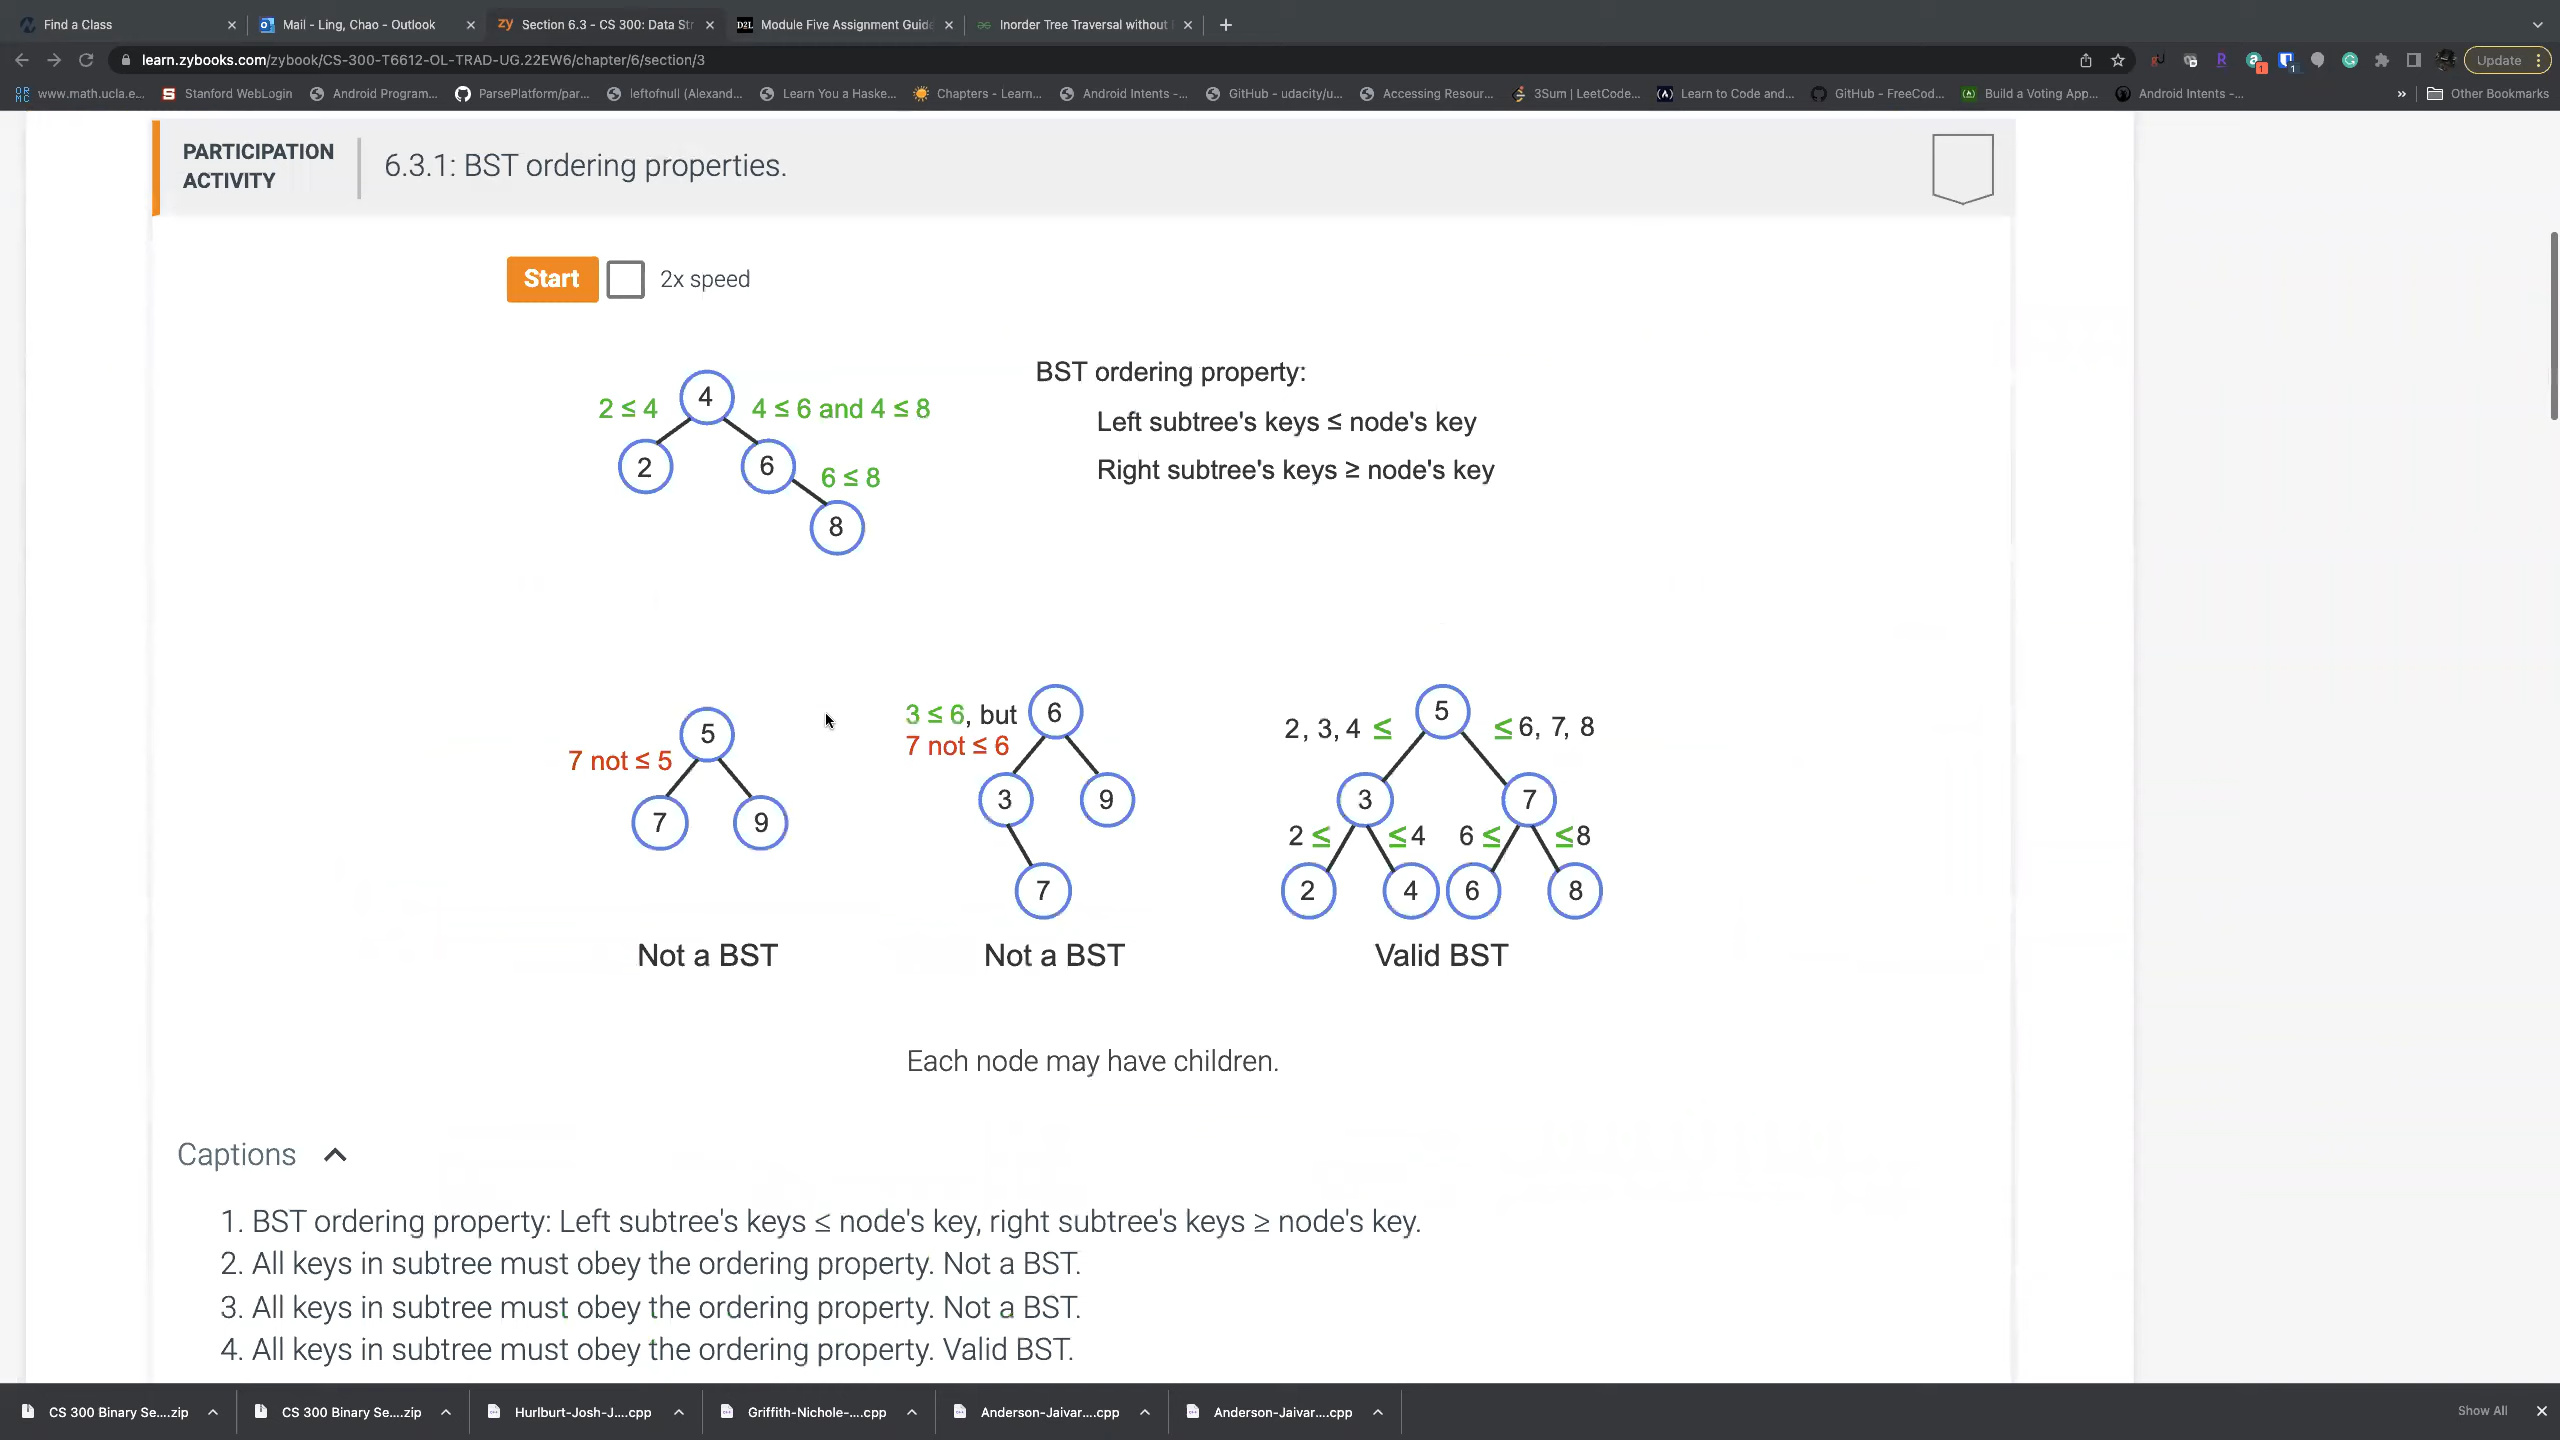 Find a Class
Mail - Ling, Chao - Outlook
zy Section 6.3 - CS 300: Data Str
D2L Module Five Assignment Guide
Inorder Tree Traversal without
learn.zybooks.com/zybook/CS-300-T6612-OL-TRAD-UG.22EW6/chapter/6/section/3
Update
www.math.ucla.e...
Stanford WebLogin
Android Program...
ParsePlatform/par...
leftofnull (Alexand...
Learn You a Haske...
Chapters - Learn...
Android Intents -...
GitHub - udacity/u...
Accessing Resour...
3Sum | LeetCode...
Learn to Code and...
GitHub - FreeCod...
Build a Voting App...
Android Intents -...
»
Other Bookmarks
PARTICIPATION
ACTIVITY
6.3.1: BST ordering properties.
Start
2x speed
2 ≤ 4
4
4 ≤ 6 and 4 ≤ 8
2
6
6 ≤ 8
8
BST ordering property:
Left subtree's keys ≤ node's key
Right subtree's keys ≥ node's key
5
7 not ≤ 5
7
9
Not a BST
3 ≤ 6, but
7 not ≤ 6
6
3
9
7
Not a BST
2, 3, 4 ≤
5
≤ 6, 7, 8
3
7
2 ≤
≤ 4
6 ≤
≤ 8
2
4
6
8
Valid BST
Each node may have children.
Captions
1. BST ordering property: Left subtree's keys ≤ node's key, right subtree's keys ≥ node's key.
2. All keys in subtree must obey the ordering property. Not a BST.
3. All keys in subtree must obey the ordering property. Not a BST.
4. All keys in subtree must obey the ordering property. Valid BST.
CS 300 Binary Se....zip
CS 300 Binary Se....zip
Hurlburt-Josh-J....cpp
Griffith-Nichole-....cpp
Anderson-Jaivar....cpp
Anderson-Jaivar....cpp
Show All